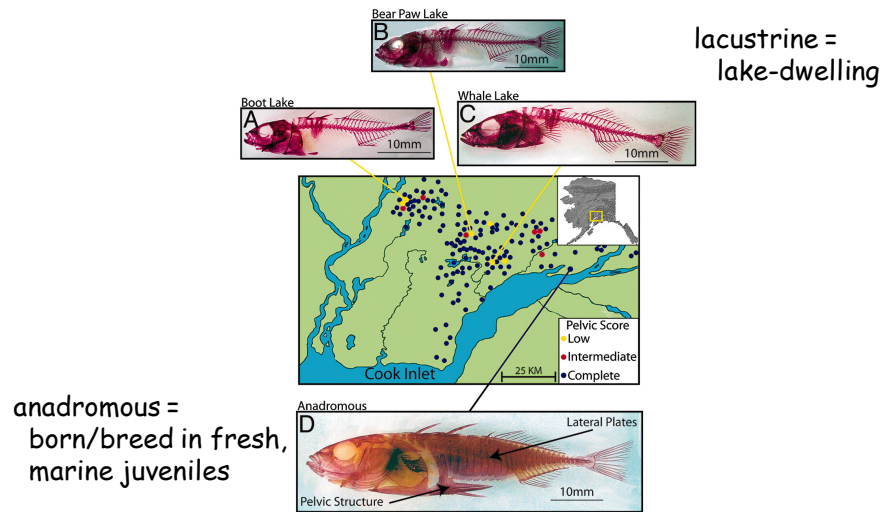 Bear Paw Lake
B
10mm
lacustrine =
lake-dwelling
Boot Lake
A
10mm
Whale Lake
C
10mm
Pelvic Score
Low
Intermediate
Complete
25 KM
Cook Inlet
anadromous =
born/breed in fresh,
marine juveniles
Anadromous
D
Lateral Plates
Pelvic Structure
10mm